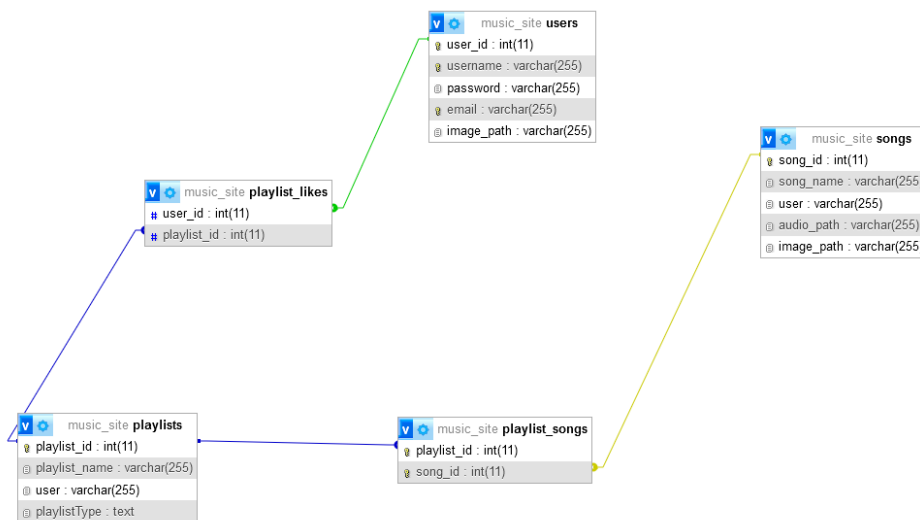 v music_site users
user_id : int(11)
username : varchar(255)
password : varchar(255)
email : varchar(255)
image_path : varchar(255)
v music_site songs
song_id : int(11)
song_name : varchar(255
user : varchar(255)
audio_path : varchar(255
image_path : varchar(255
v music_site playlist_likes
# user_id : int(11)
# playlist_id : int(11)
v music_site playlists
playlist_id : int(11)
playlist_name : varchar(255)
user : varchar(255)
playlistType : text
v music_site playlist_songs
playlist_id : int(11)
song_id : int(11)